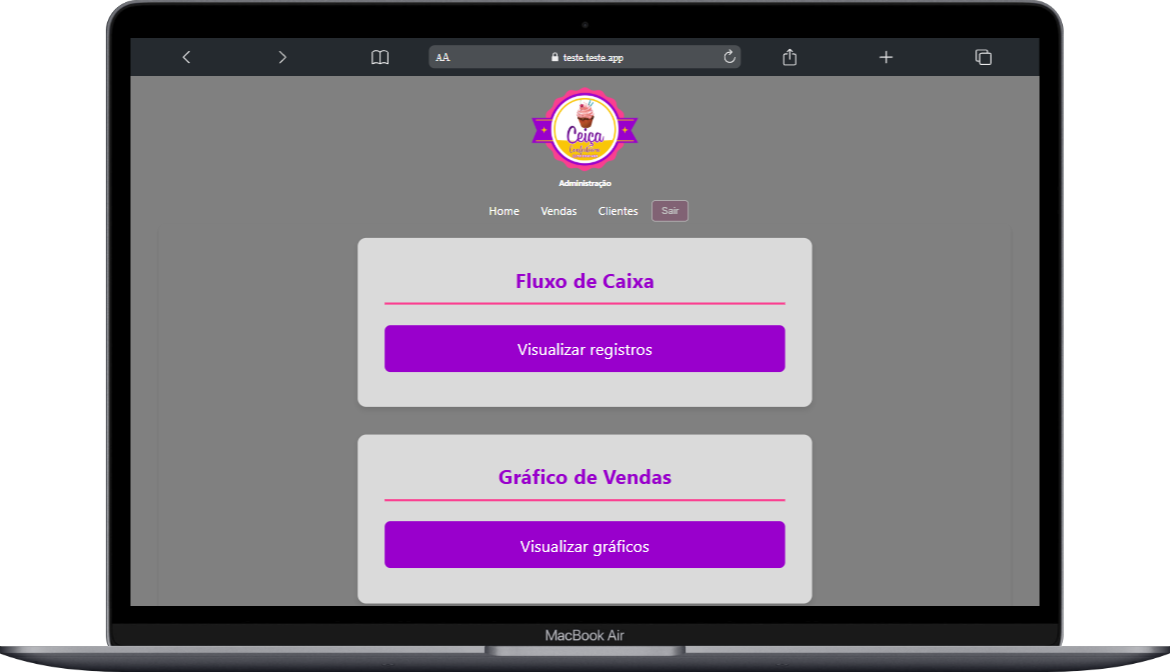 AA
teste.teste.app
Ceiça
Confeitaria
Administração
Home Vendas Clientes Sair
Fluxo de Caixa
Visualizar registros
Gráfico de Vendas
Visualizar gráficos
MacBook Air